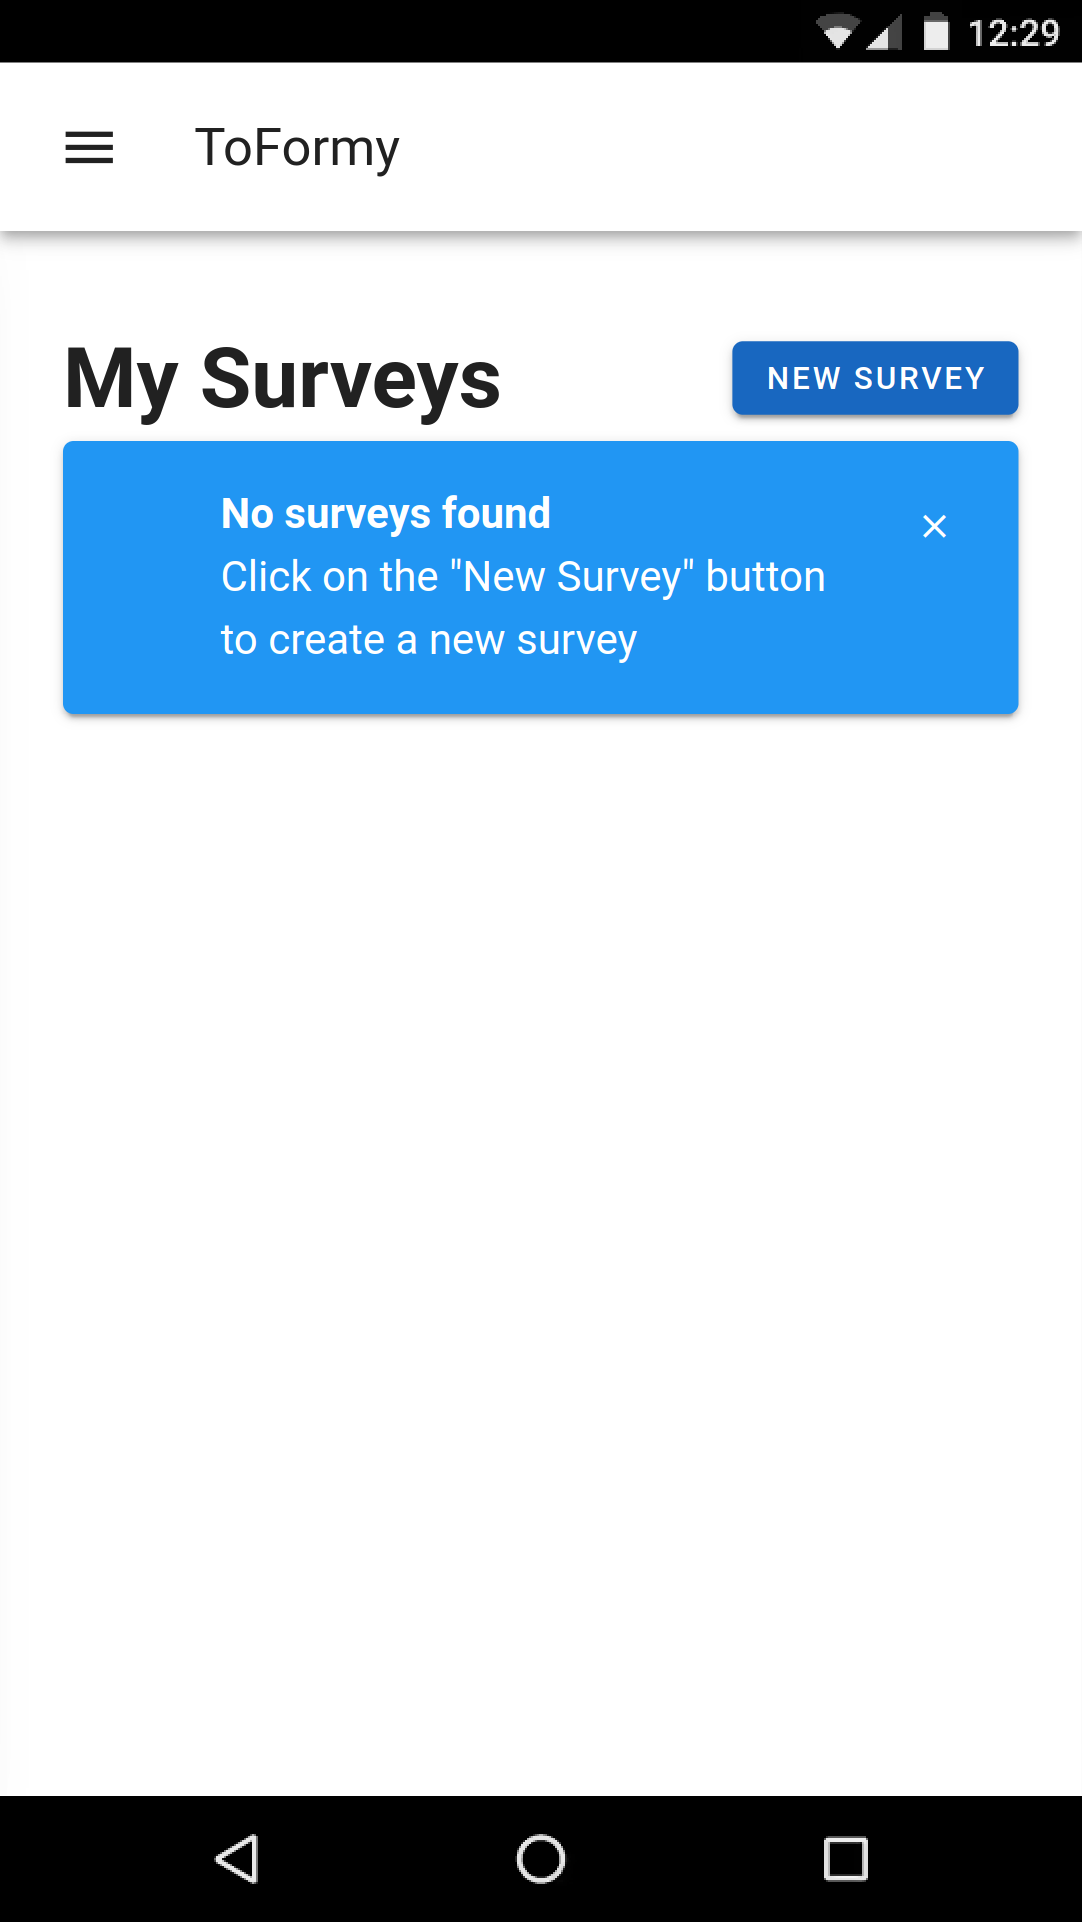 12:29
ToFormy
My Surveys
NEW SURVEY
No surveys found
Click on the "New Survey" button
to create a new survey